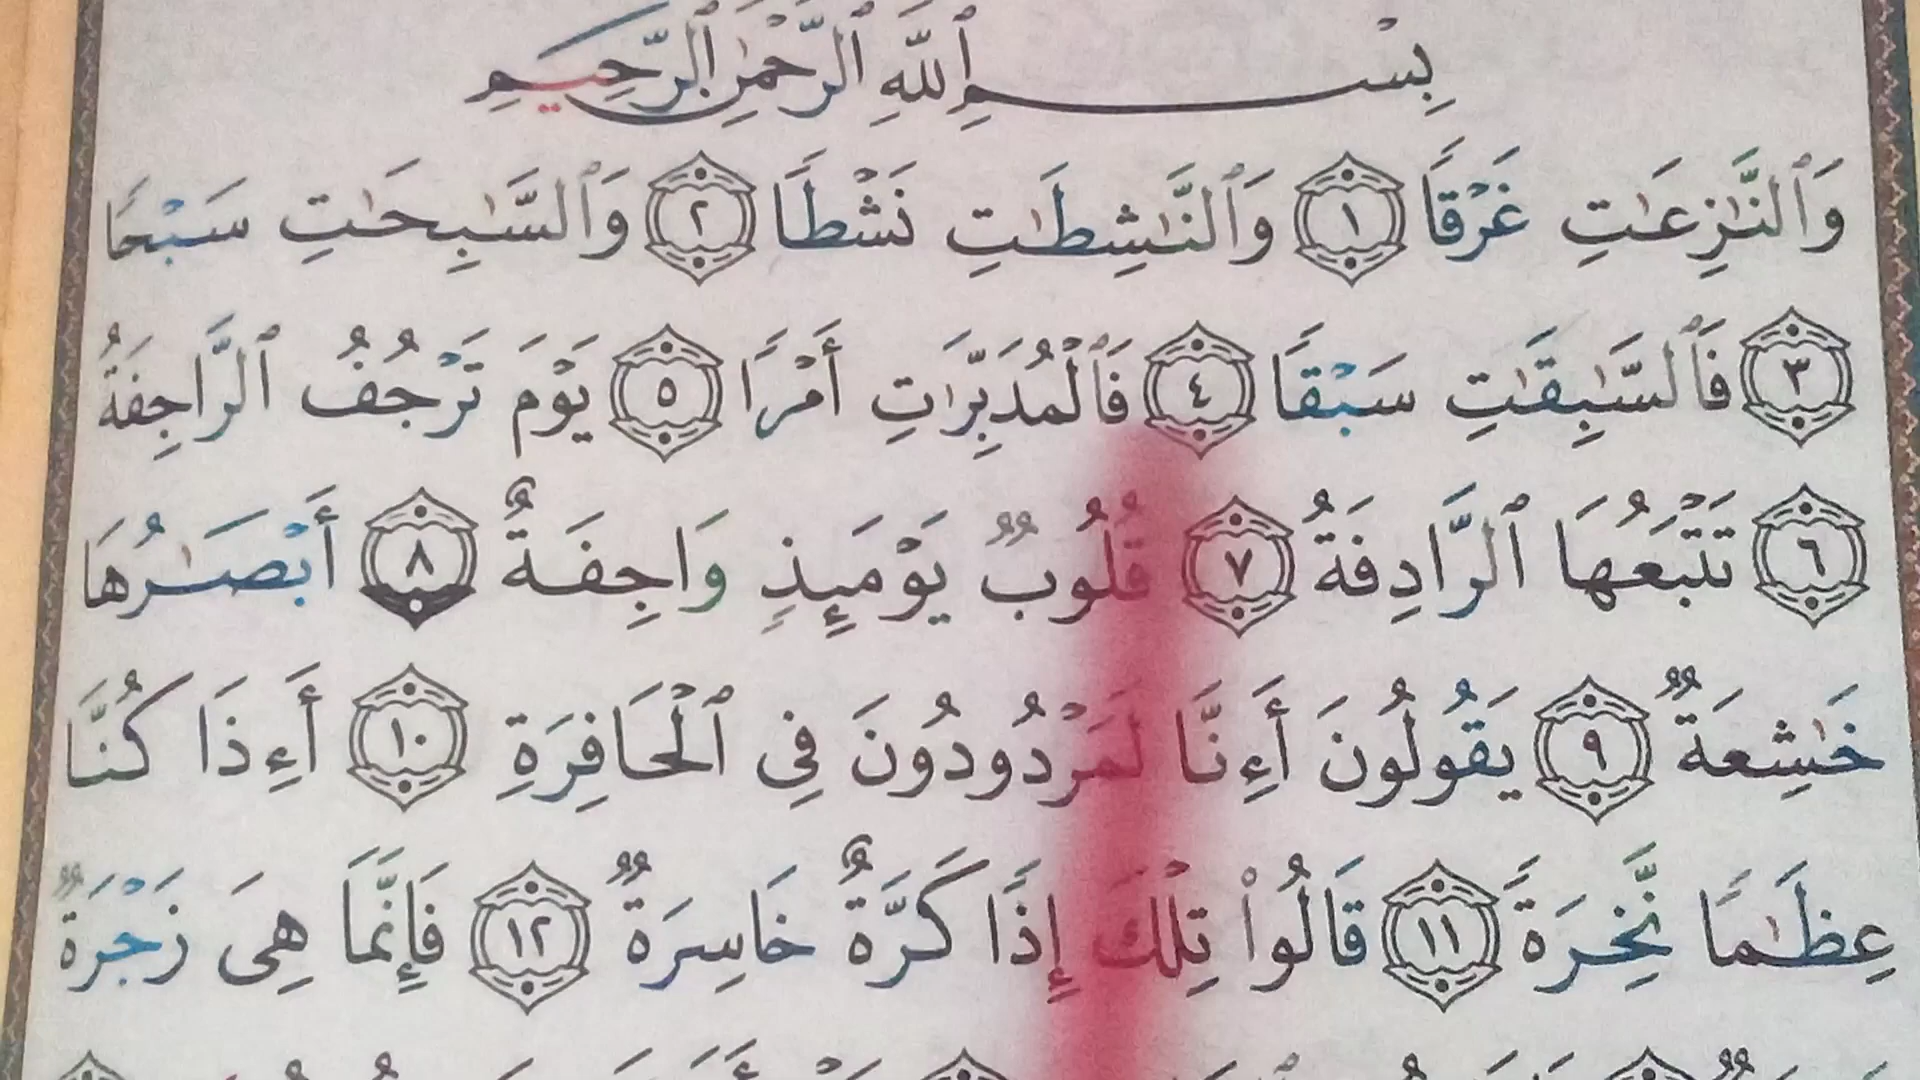 بِسْمِ ٱللَّهِ ٱلرَّحْمَٰنِ ٱلرَّحِيمِ
وَٱلنَّٰزِعَٰتِ غَرْقًا ١ وَٱلنَّٰشِطَٰتِ نَشْطًا ٢ وَٱلسَّٰبِحَٰتِ سَبْحًا
٣ فَٱلسَّٰبِقَٰتِ سَبْقًا ٤ فَٱلْمُدَبِّرَٰتِ أَمْرًا ٥ يَوْمَ تَرْجُفُ ٱلرَّاجِفَةُ
٦ تَتْبَعُهَا ٱلرَّادِفَةُ ٧ قُلُوبٌ يَوْمَئِذٍ وَاجِفَةٌ ٨ أَبْصَٰرُهَا
خَٰشِعَةٌ ٩ يَقُولُونَ أَءِنَّا لَمَرْدُودُونَ فِى ٱلْحَافِرَةِ ١٠ أَءِذَا كُنَّا
عِظَٰمًا نَّخِرَةً ١١ قَالُوا۟ تِلْكَ إِذًا كَرَّةٌ خَاسِرَةٌ ١٢ فَإِنَّمَا هِىَ زَجْرَةٌ